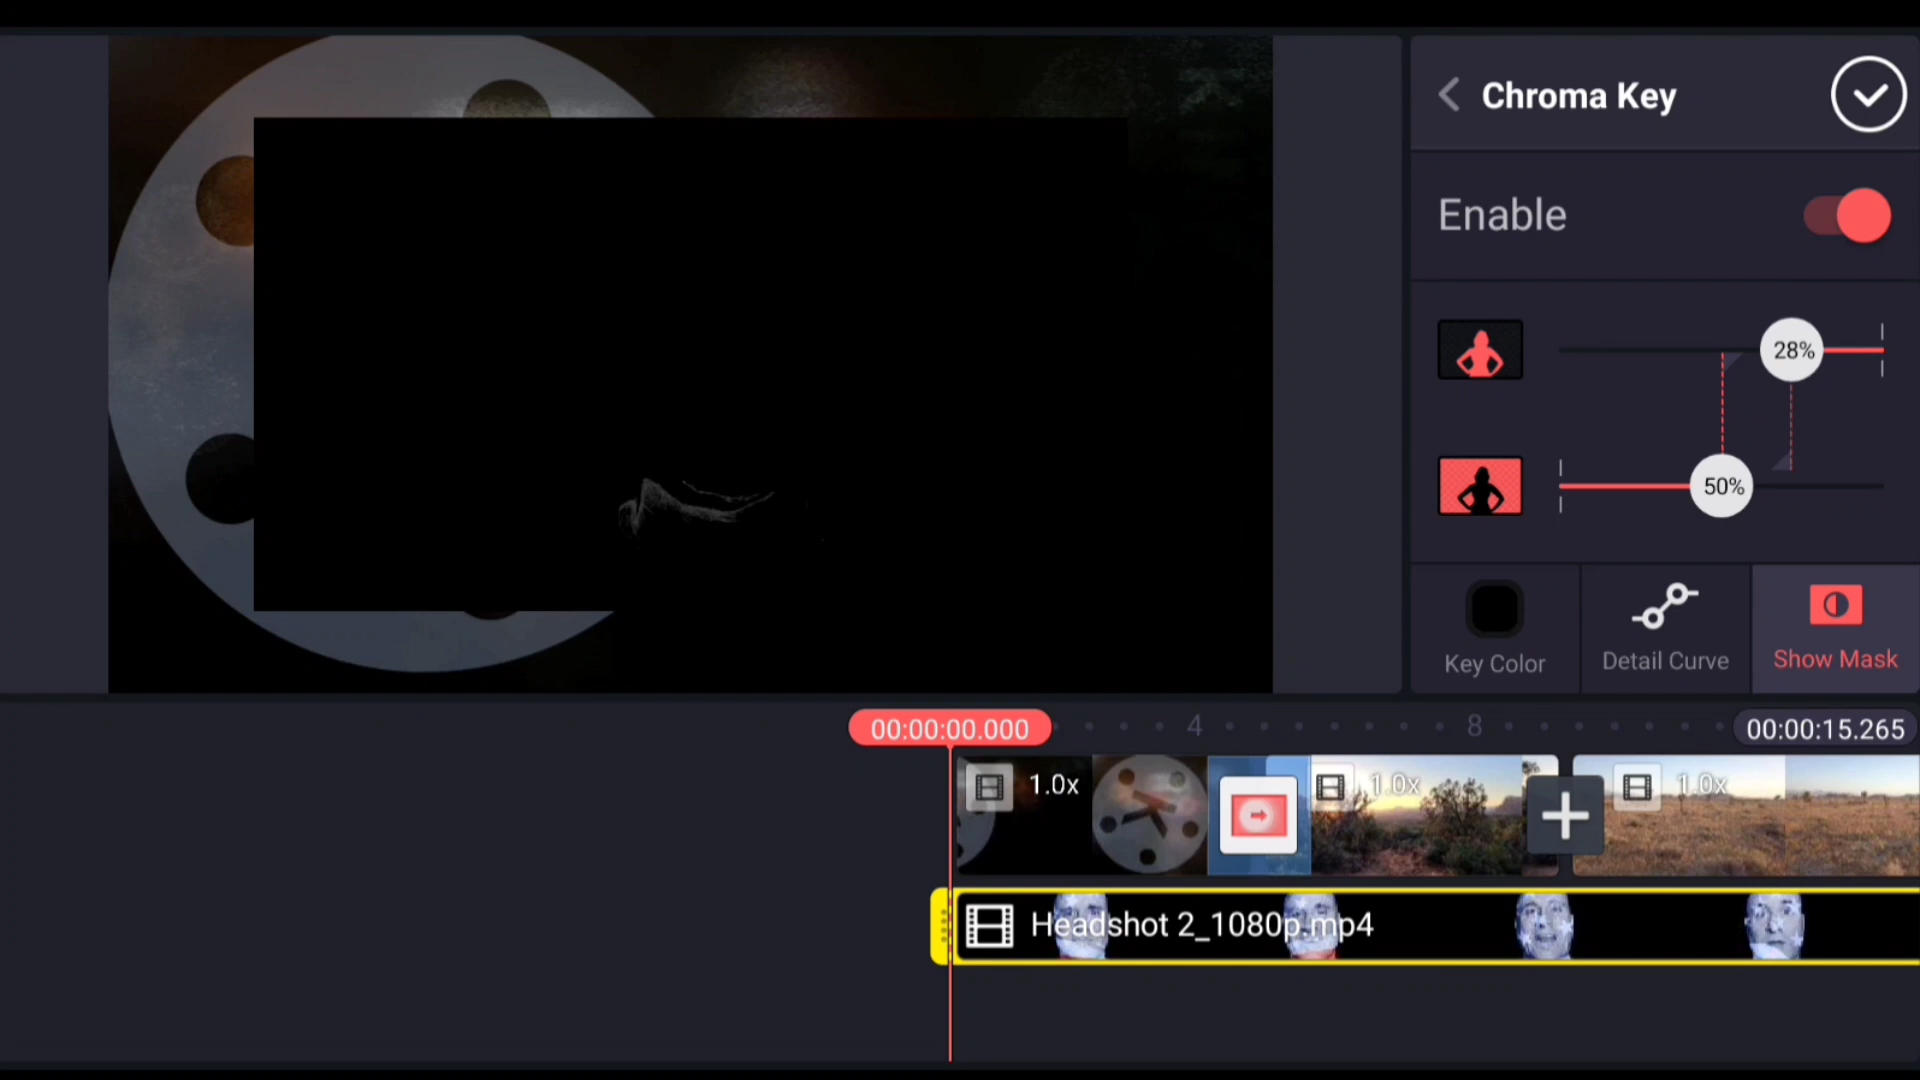 Chroma Key
Enable
28%
50%
Key Color
Detail Curve
Show Mask
00:00:00.000
4
8
00:00:15.265
1.0x
1.0x
1.0x
Headshot 2_1080p.mp4